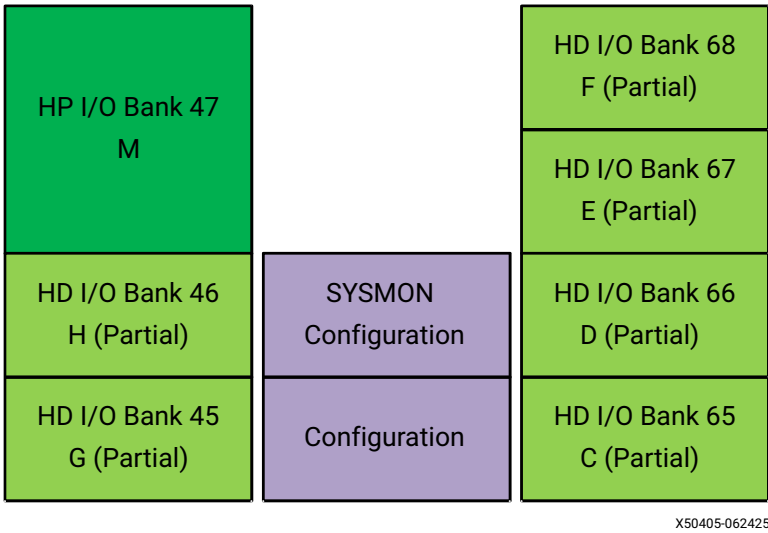 HP I/O Bank 47
M
HD I/O Bank 46
H (Partial)
HD I/O Bank 45
G (Partial)
SYSMON
Configuration
Configuration
HD I/O Bank 68
F (Partial)
HD I/O Bank 67
E (Partial)
HD I/O Bank 66
D (Partial)
HD I/O Bank 65
C (Partial)
X50405-062425